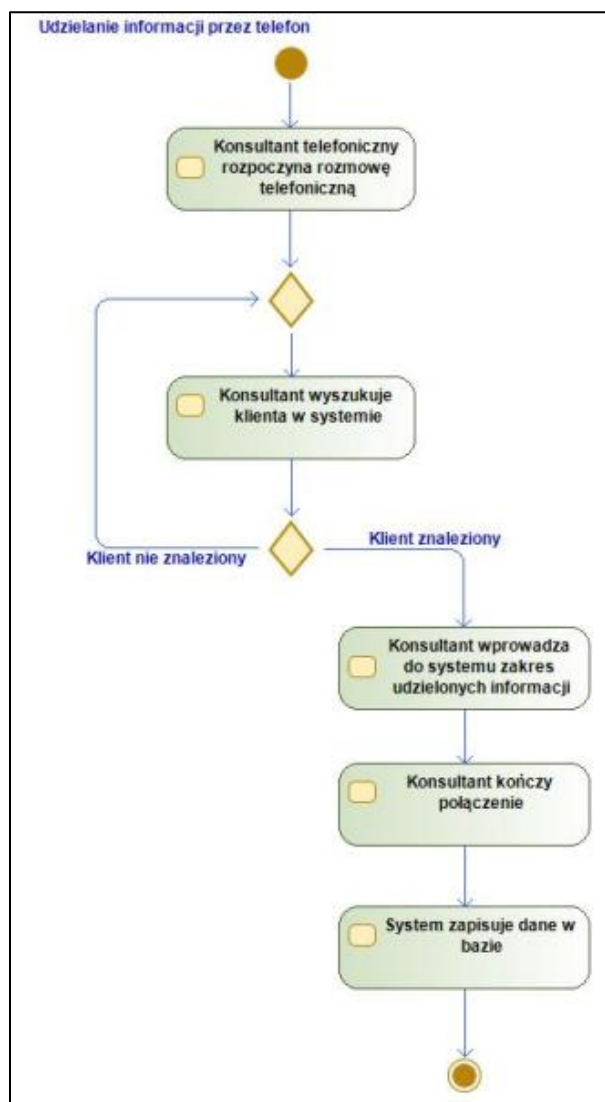 Udzielanie informacji przez telefon
Konsultant telefoniczny
rozpoczyna rozmowę
telefoniczną
Konsultant wyszukuje
klienta w systemie
Klient nie znaleziony
Klient znaleziony
Konsultant wprowadza
do systemu zakres
udzielonych informacji
Konsultant kończy
połączenie
System zapisuje dane w
bazie